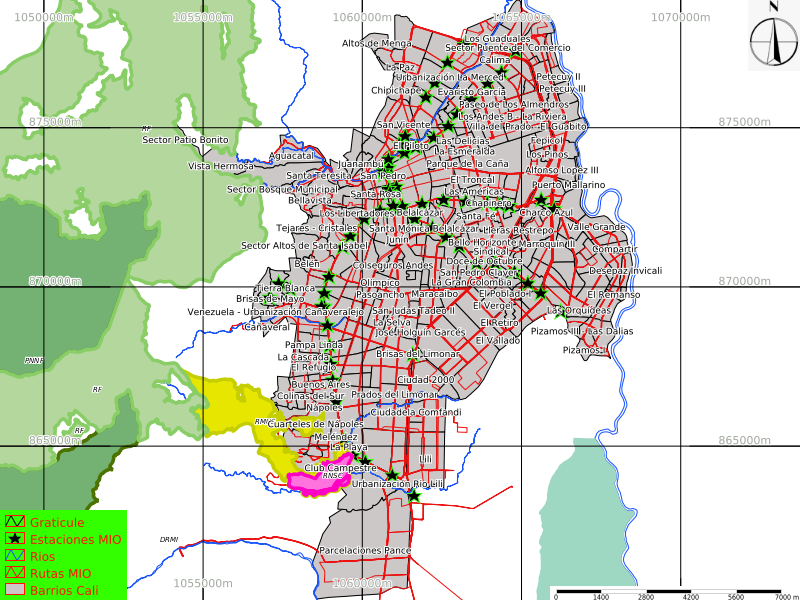 1050000m
1055000m
1060000m
1065000m
1070000m
N
Los Guaduales
Altos de Menga
Sector Puente del Comercio
Calima
La Paz
Urbanización La Merced
Petecuy II
Chipichape
Evaristo García
Petecuy III
Paseo de Los Almendros
Los Andes B
La Riviera
875000m
San Vicente
Villa del Prado
El Guabito
875000m
RF
Sector Patio Bonito
El Piloto
Las Delicias
Fepicol
La Esmeralda
Los Pinos
Aguacatal
Vista Hermosa
Juanambú
Parque de la Caña
Alfonso Lopez III
Santa Teresita
San Pedro
El Troncal
Puerto Mallarino
Sector Bosque Municipal
Santa Rosa
Las Américas
Bellavista
Chapinero
Los Libertadores
Belalcazar
Santa Fé
Charco Azul
Tejares - Cristales
Santa Mónica Belalcazar
Lleras Restrepo
Valle Grande
Junin
Bello Horizonte
Marroquin III
Sector Altos de Santa Isabel
Sindical
Compartir
Belén
Colseguros Andes
Doce de Octubre
San Pedro Claver
Desepaz Invicali
870000m
Olímpico
La Gran Colombia
870000m
Tierra Blanca
Pasoancho
Maracaibo
El Poblado I
El Remanso
Brisas de Mayo
El Vergel
Venezuela - Urbanización Cañaveralejo
San Judas Tadeo II
Las Orquídeas
La Selva
El Retiro
Cañaveral
José Holguín Garcés
Pizamos III- Las Dalias
Pampa Linda
El Vallado
La Cascada
Brisas del Limonar
Pizamos I
PNNF
El Refugio
Buenos Aires
Ciudad 2000
RF
Colinas del Sur
Prados del Limonar
Nápoles
Ciudadela Comfandi
RF
Cuarteles de Nápoles
865000m
Meléndez
865000m
La Playa
Club Campestre
Lili
RNSC
Urbanización Río Lili
Graticule
Estaciones MIO
DRMI
Rios
Parcelaciones Pance
Rutas MIO
1055000m
1060000m
Barrios Cali
0 1400 2800 4200 5600 7000 m